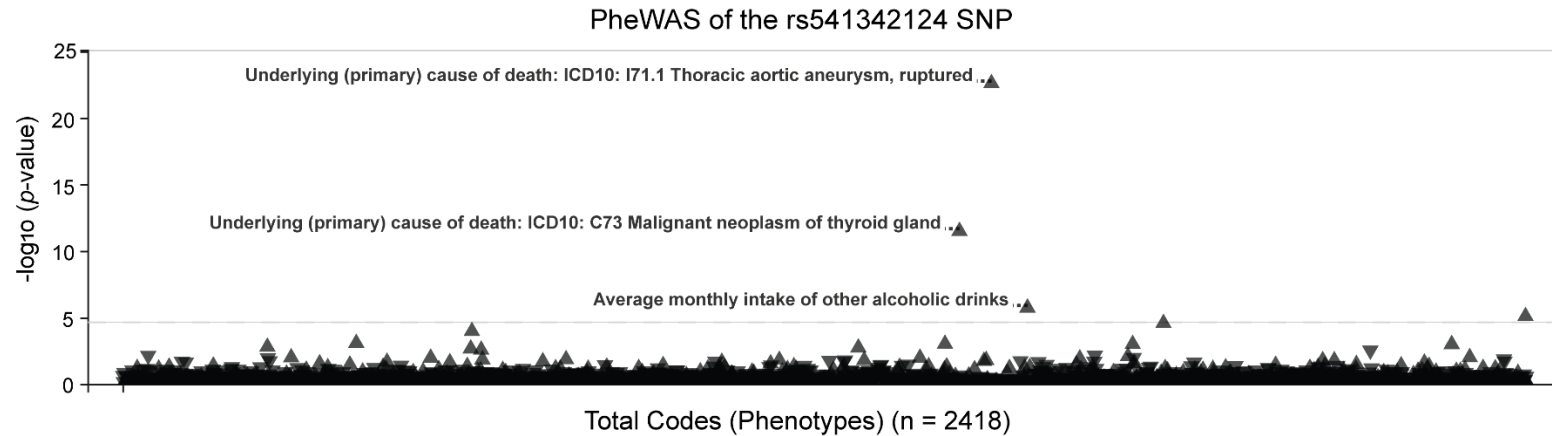 PheWAS of the rs541342124 SNP
25
Underlying (primary) cause of death: ICD10: I71.1 Thoracic aortic aneurysm, ruptured
20
15
Underlying (primary) cause of death: ICD10: C73 Malignant neoplasm of thyroid gland
10
Average monthly intake of other alcoholic drinks
5
0
-log10 (p-value)
Total Codes (Phenotypes) (n = 2418)